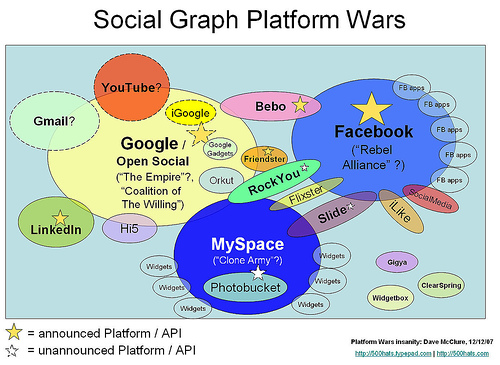 Social Graph Platform Wars
YouTube?
iGoogle
Gmail?
Bebo
FB apps
FB apps
FB apps
FB apps
FB apps
Facebook
("Rebel
Alliance" ?)
Google /
Open Social
("The Empire"?,
"Coalition of
The Willing")
Google
Gadgets
Friendster
Orkut
RockYou
Flixster
Slide
iLike
SocialMedia
LinkedIn
Hi5
MySpace
("Clone Army"?)
Photobucket
Widgets
Widgets
Widgets
Widgets
Widgets
Widgets
Gigya
ClearSpring
Widgetbox
= announced Platform / API
= unannounced Platform / API
Platform Wars insanity: Dave McClure, 12/12/07
http://500hats.typepad.com | http://500hats.com